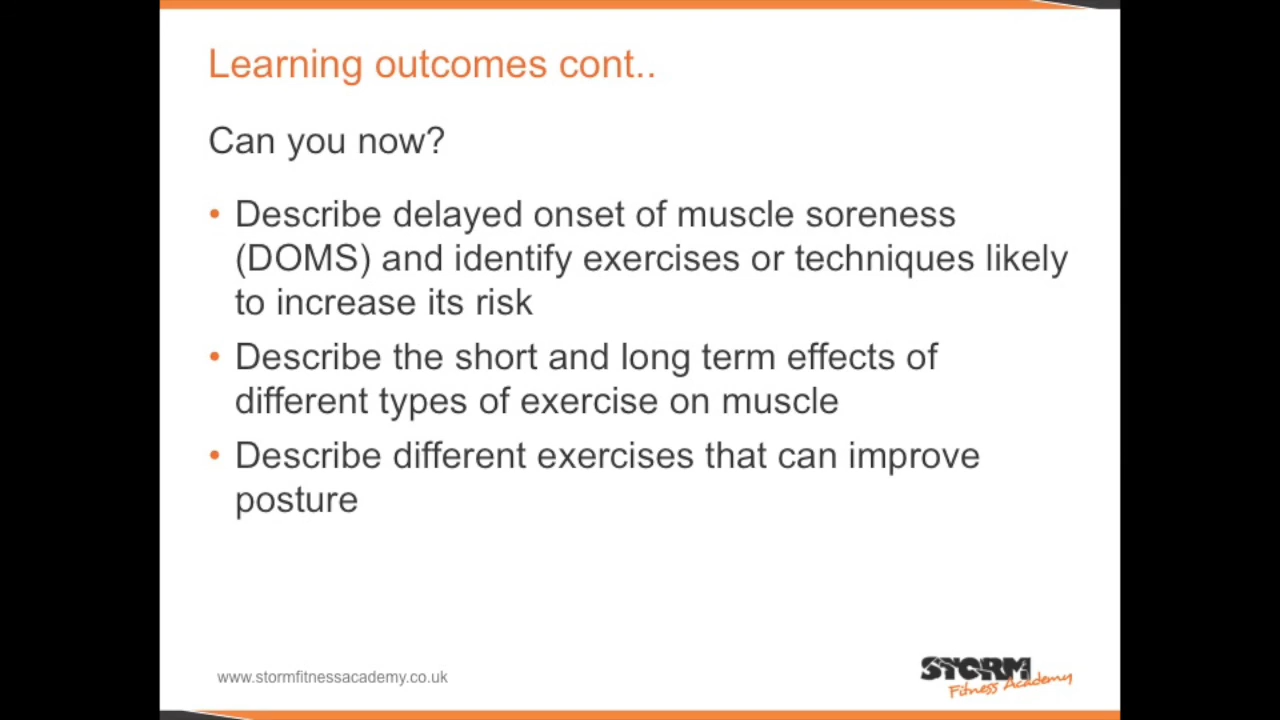 Learning outcomes cont..
Can you now?
• Describe delayed onset of muscle soreness
(DOMS) and identify exercises or techniques likely
to increase its risk
• Describe the short and long term effects of
different types of exercise on muscle
• Describe different exercises that can improve
posture
www.stormfitnessacademy.co.uk
STORM
Fitness Academy